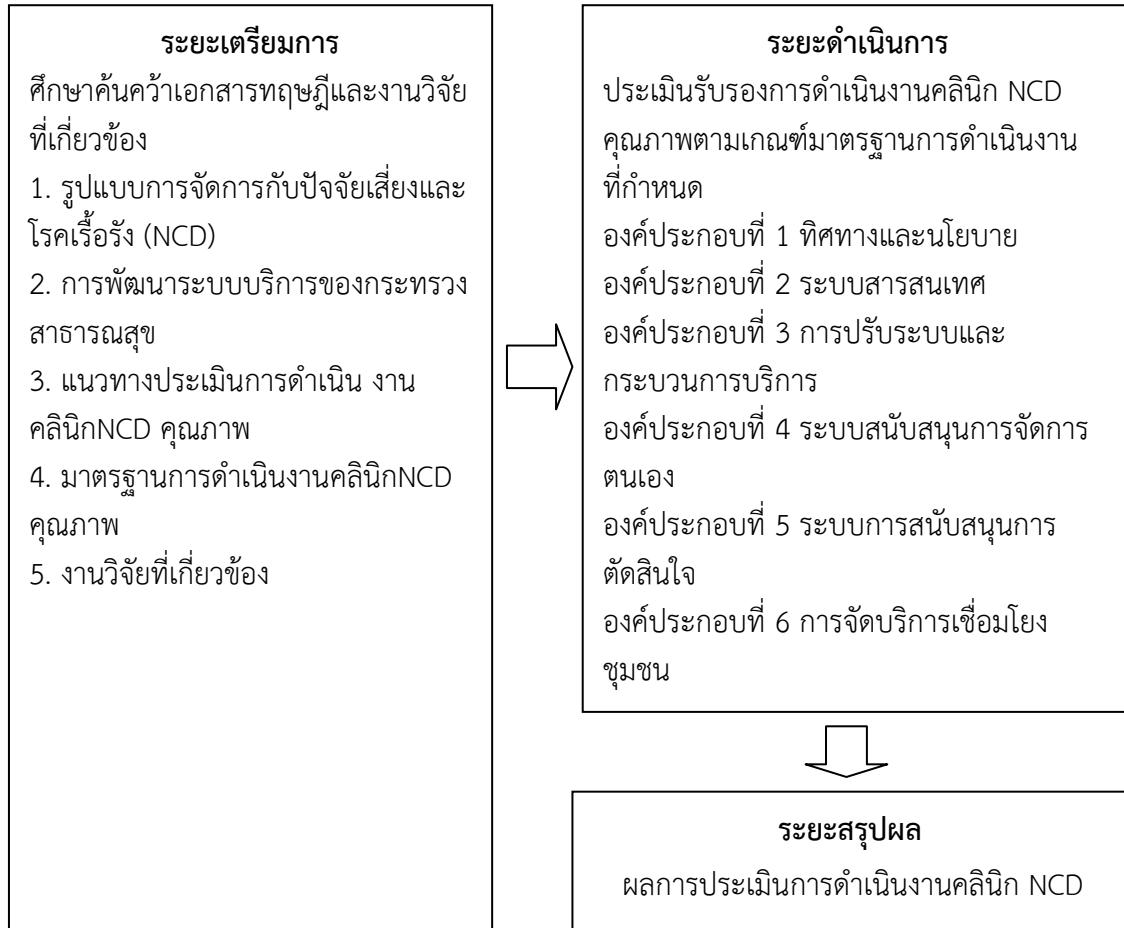 ระยะเตรียมการ
ศึกษาค้นคว้าเอกสารทฤษฎีและงานวิจัย
ที่เกี่ยวข้อง
1. รูปแบบการจัดการกับปัจจัยเสี่ยงและ
โรคเรื้อรัง (NCD)
2. การพัฒนาระบบบริการของกระทรวง
สาธารณสุข
3. แนวทางประเมินการดำเนิน งาน
คลินิกNCD คุณภาพ
4. มาตรฐานการดำเนินงานคลินิกNCD
คุณภาพ
5. งานวิจัยที่เกี่ยวข้อง
ระยะดำเนินการ
ประเมินรับรองการดำเนินงานคลินิก NCD
คุณภาพตามเกณฑ์มาตรฐานการดำเนินงาน
ที่กำหนด
องค์ประกอบที่ 1 ทิศทางและนโยบาย
องค์ประกอบที่ 2 ระบบสารสนเทศ
องค์ประกอบที่ 3 การปรับระบบและ
กระบวนการบริการ
องค์ประกอบที่ 4 ระบบสนับสนุนการจัดการ
ตนเอง
องค์ประกอบที่ 5 ระบบการสนับสนุนการ
ตัดสินใจ
องค์ประกอบที่ 6 การจัดบริการเชื่อมโยง
ชุมชน
ระยะสรุปผล
ผลการประเมินการดำเนินงานคลินิก NCD